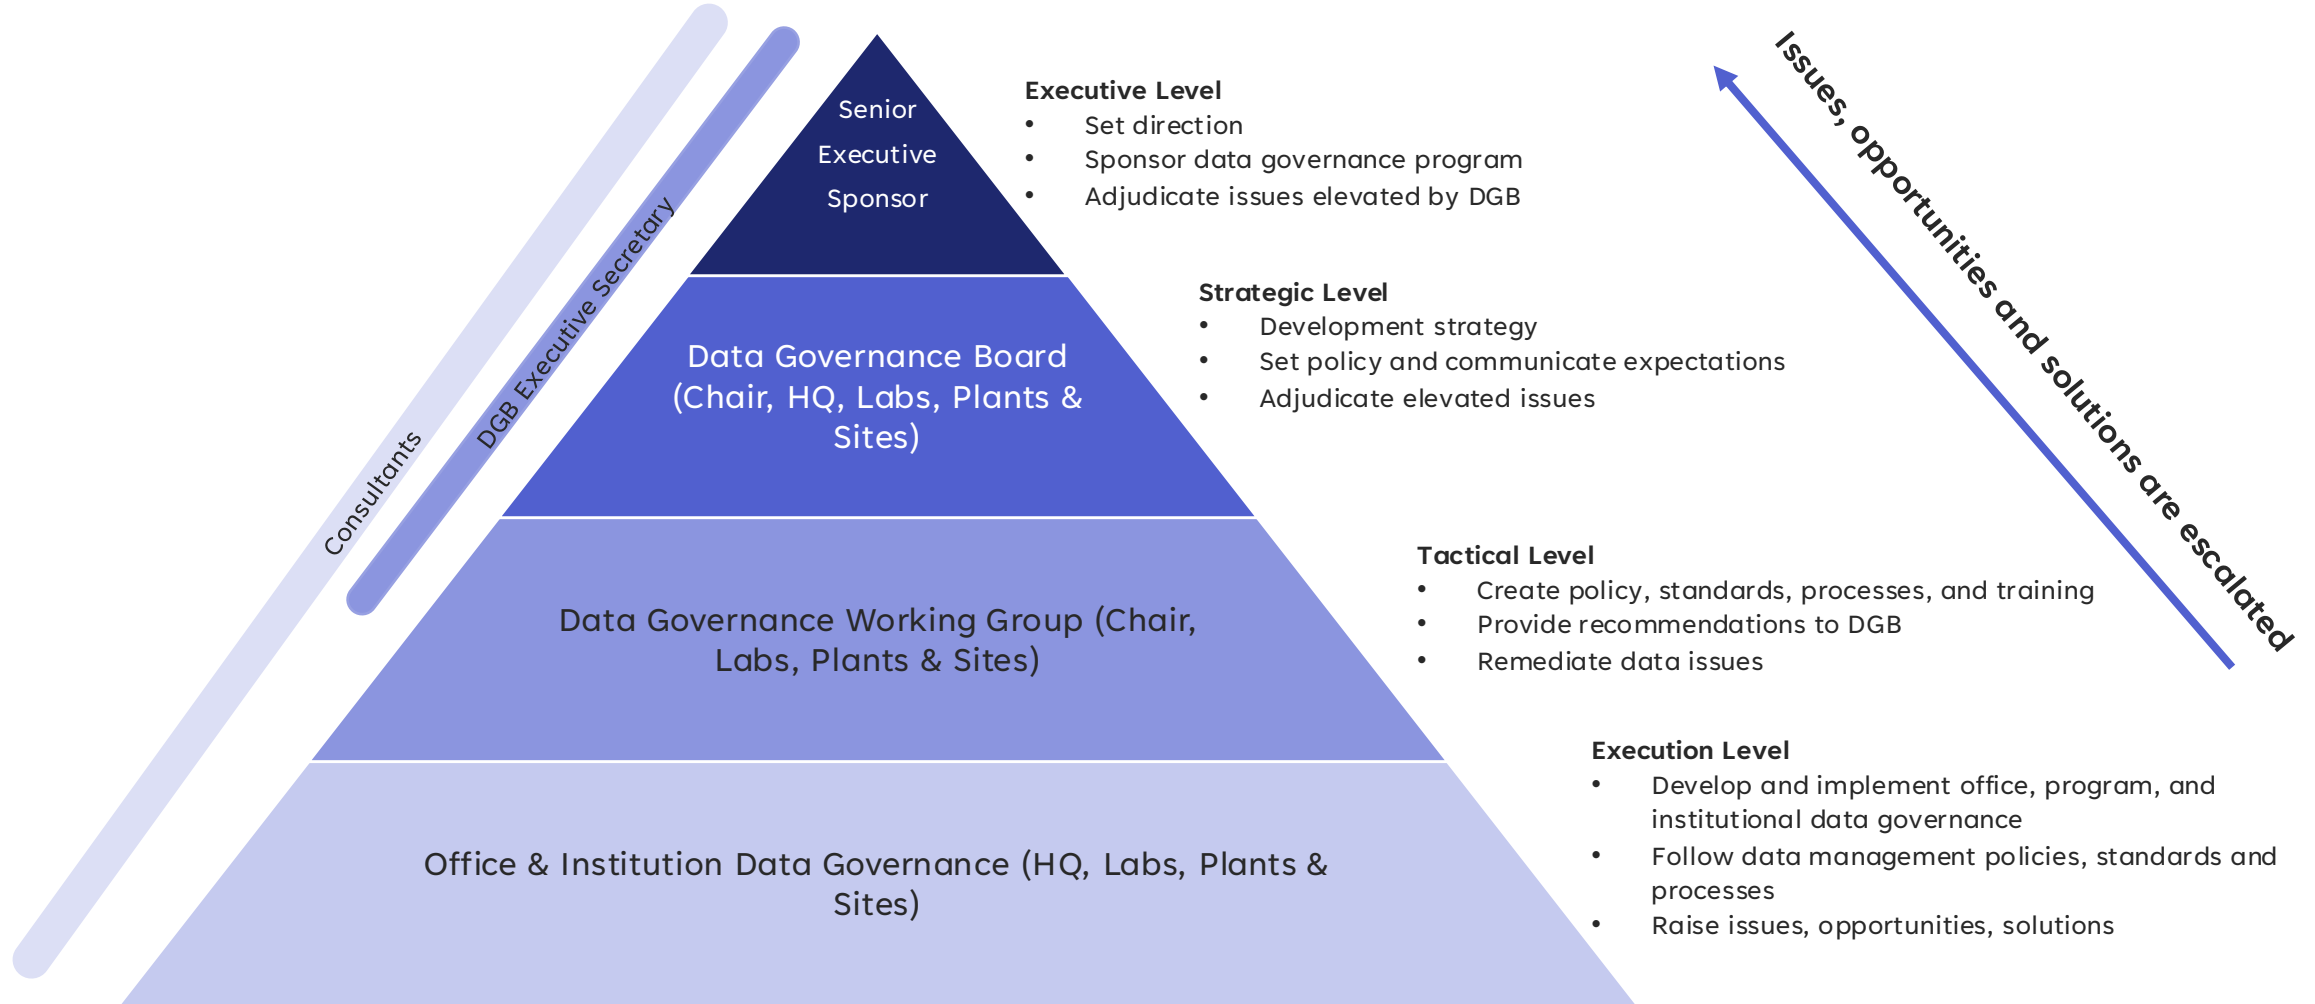 Senior
Executive
Sponsor
Executive Level
• Set direction
• Sponsor data governance program
• Adjudicate issues elevated by DGB
Data Governance Board
(Chair, HQ, Labs, Plants &
Sites)
Strategic Level
• Development strategy
• Set policy and communicate expectations
• Adjudicate elevated issues
Data Governance Working Group (Chair,
Labs, Plants & Sites)
Tactical Level
• Create policy, standards, processes, and training
• Provide recommendations to DGB
• Remediate data issues
Office & Institution Data Governance (HQ, Labs, Plants &
Sites)
Execution Level
• Develop and implement office, program, and
institutional data governance
• Follow data management policies, standards and
processes
• Raise issues, opportunities, solutions
Consultants
DGB Executive Secretary
Issues, opportunities and solutions are escalated